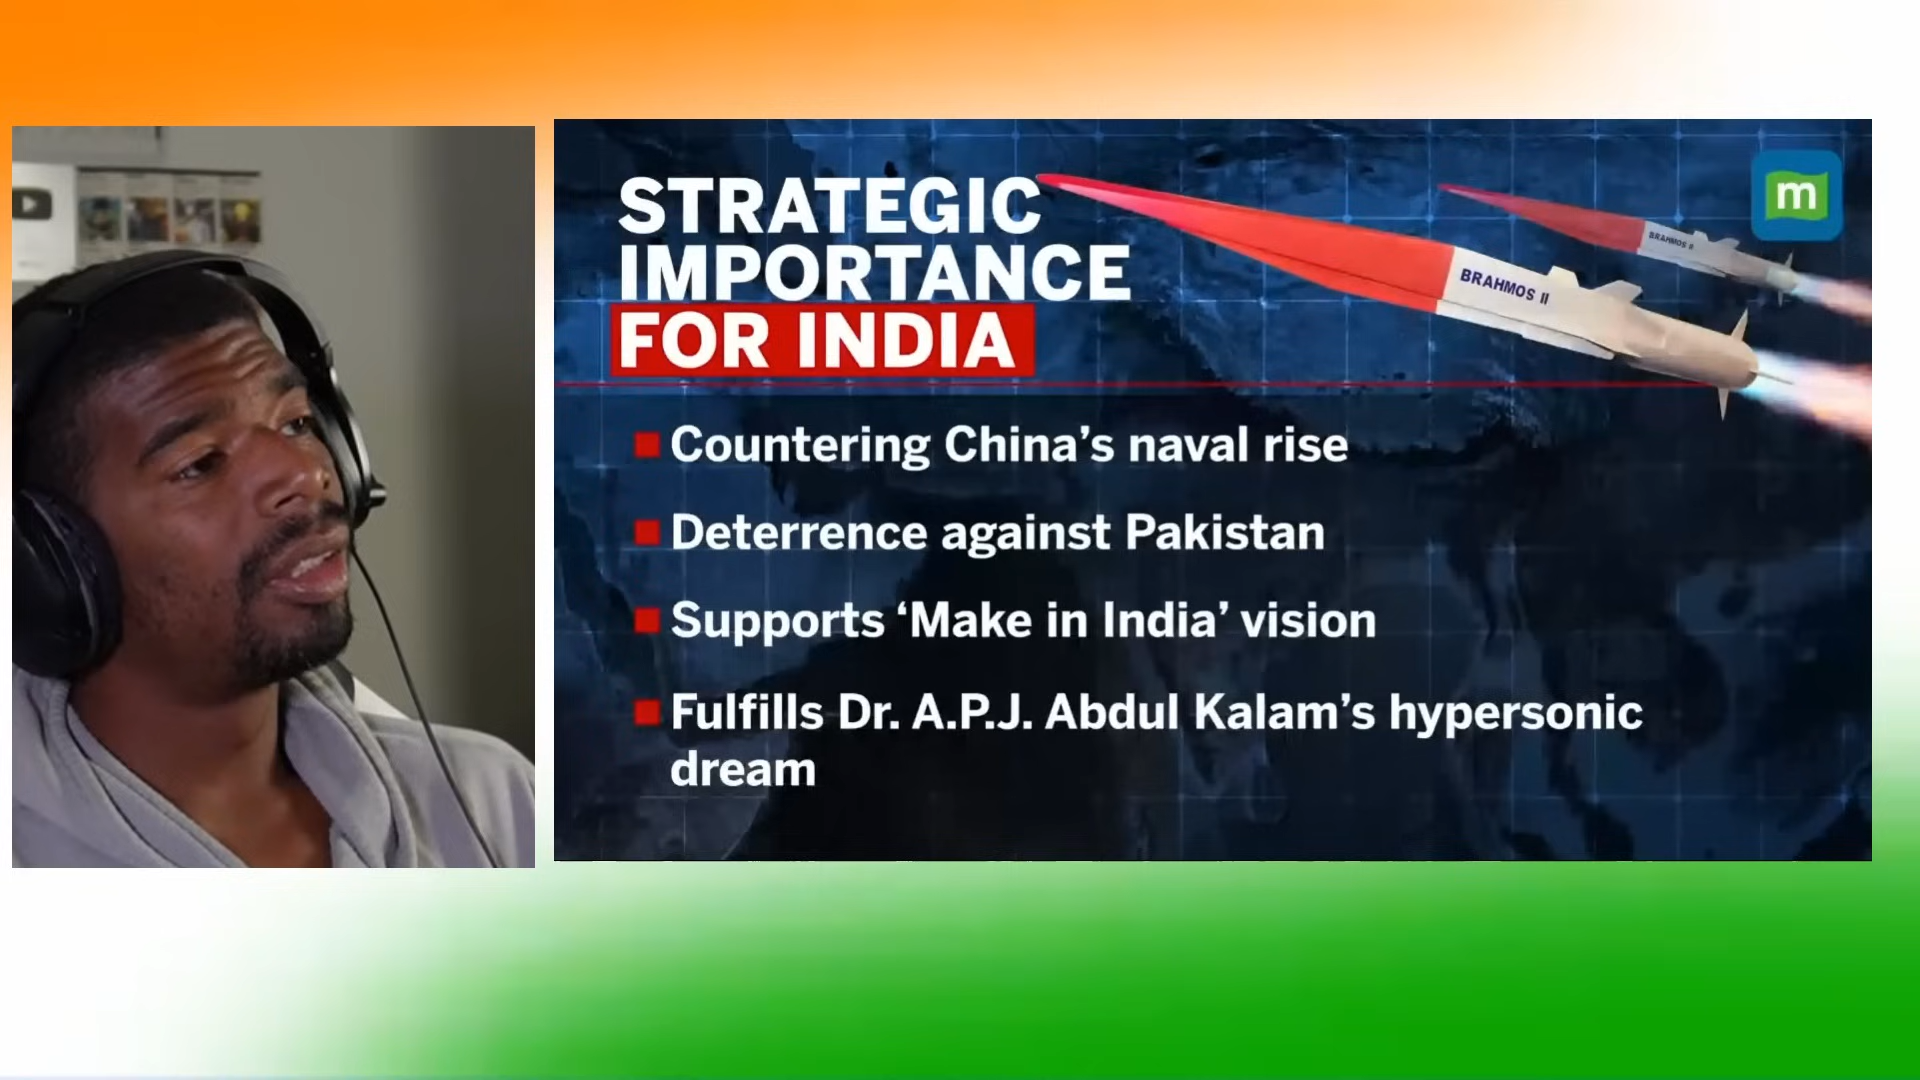 STRATEGIC
IMPORTANCE
FOR INDIA
BRAHMOS II
BRAHMOS II
m
Countering China's naval rise
Deterrence against Pakistan
Supports ‘Make in India’ vision
Fulfills Dr. A.P.J. Abdul Kalam's hypersonic
dream